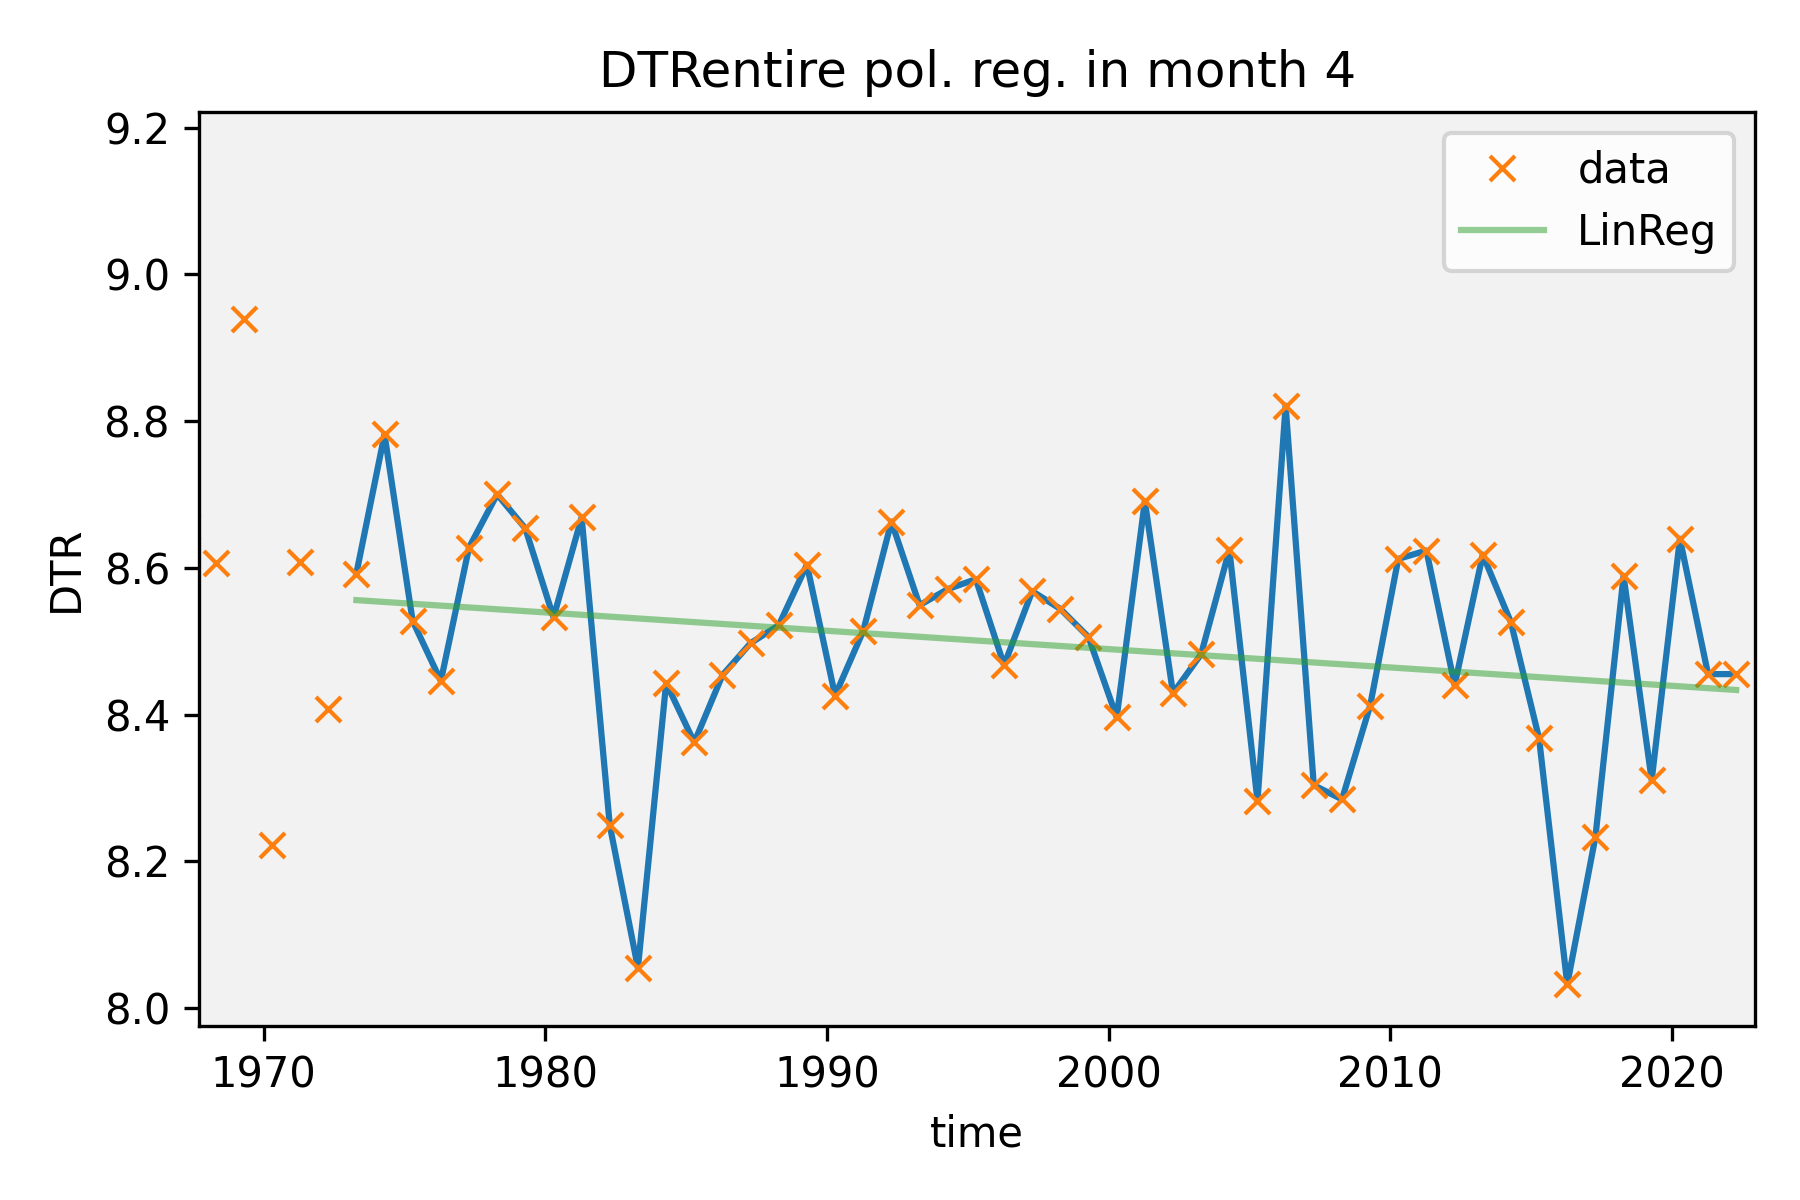 DTRentire pol. reg. in month 4
9.2
9.0
8.8
8.6
8.4
8.2
8.0
DTR
data
LinReg
1970 1980 1990 2000 2010 2020
time